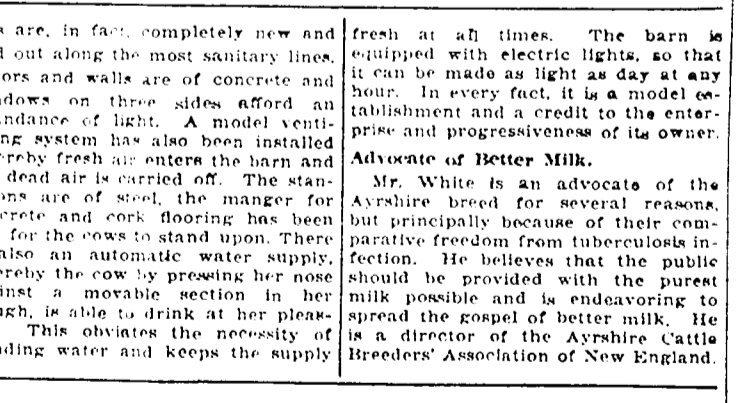 s are, in fact, completely new and
d out along the most sanitary lines.
ors and walls are of concrete and
dows on three sides afford an
ndance of light. A model venti-
ng system has also been installed
ereby fresh air enters the barn and
dead air is carried off. The stan-
ons are of steel, the manger for
crete and cork flooring has been
for the cows to stand upon. There
also an automatic water supply,
ereby the cow by pressing her nose
inst a movable section in her
ugh, is able to drink at her pleas-
This obviates the necessity of
ding water and keeps the supply
fresh at all times. The barn is
equipped with electric lights, so that
it can be made as light as day at any
hour. In every fact, it is a model es-
tablishment and a credit to the enter-
prise and progressiveness of its owner.
Advocate of Better Milk.
Mr. White is an advocate of the
Ayrshire breed for several reasons,
but principally because of their com-
parative freedom from tuberculosis in-
fection. He believes that the public
should be provided with the purest
milk possible and is endeavoring to
spread the gospel of better milk. He
is a director of the Ayrshire Cattle
Breeders' Association of New England.